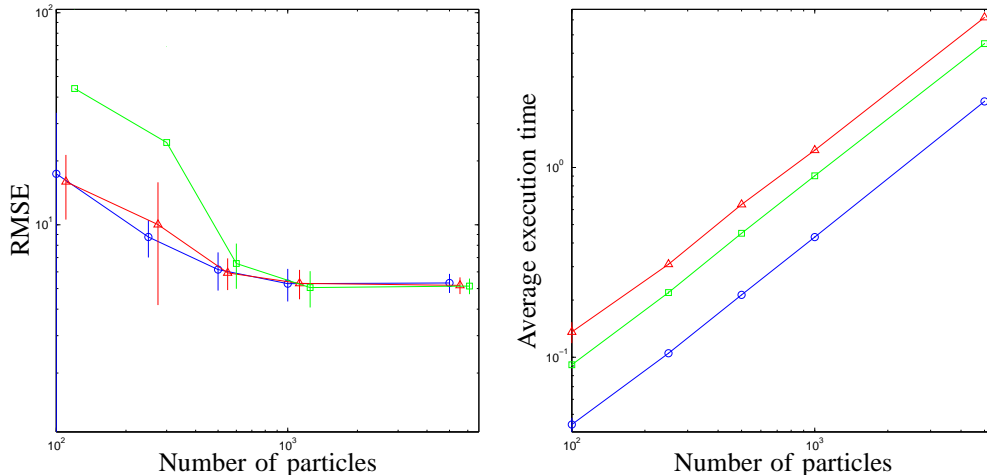 10^2
10^1
RMSE
10^2
10^3
Number of particles
10^0
10^-1
Average execution time
10^2
10^3
Number of particles